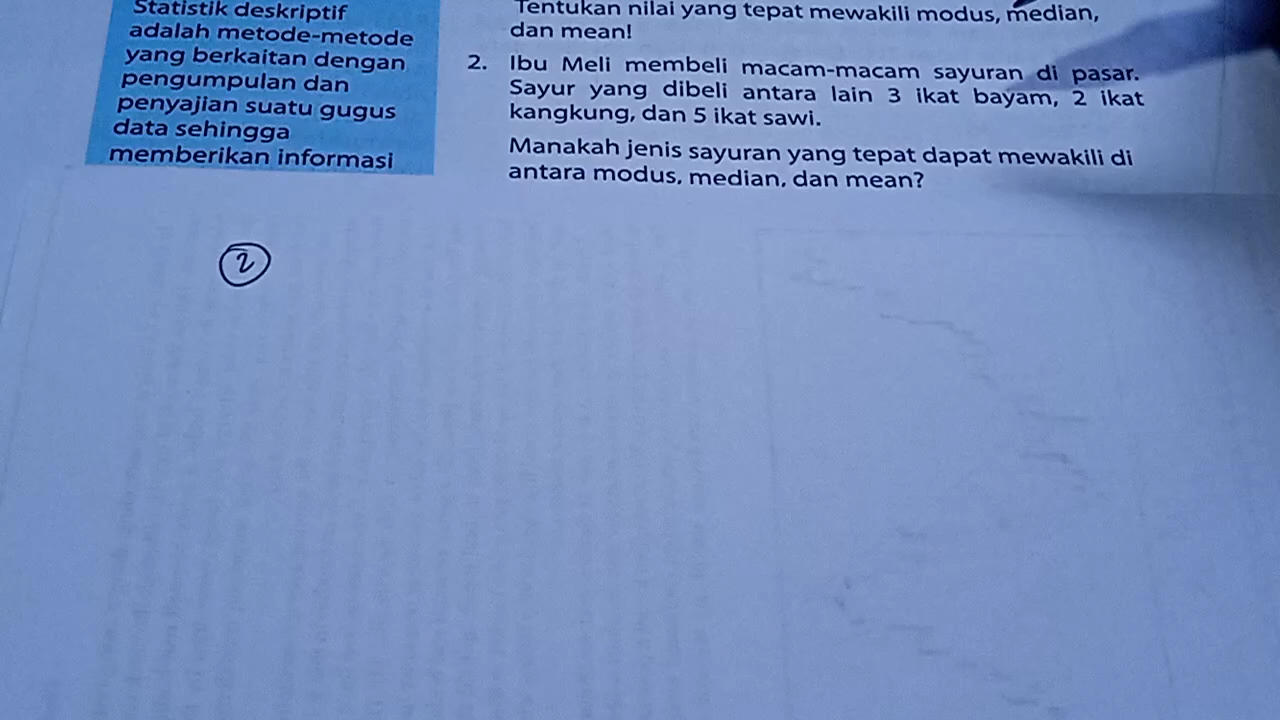 Statistik deskriptif
adalah metode-metode
yang berkaitan dengan
pengumpulan dan
penyajian suatu gugus
data sehingga
memberikan informasi
Tentukan nilai yang tepat mewakili modus, median,
dan mean!
2. Ibu Meli membeli macam-macam sayuran di pasar.
Sayur yang dibeli antara lain 3 ikat bayam, 2 ikat
kangkung, dan 5 ikat sawi.
Manakah jenis sayuran yang tepat dapat mewakili di
antara modus, median, dan mean?
2